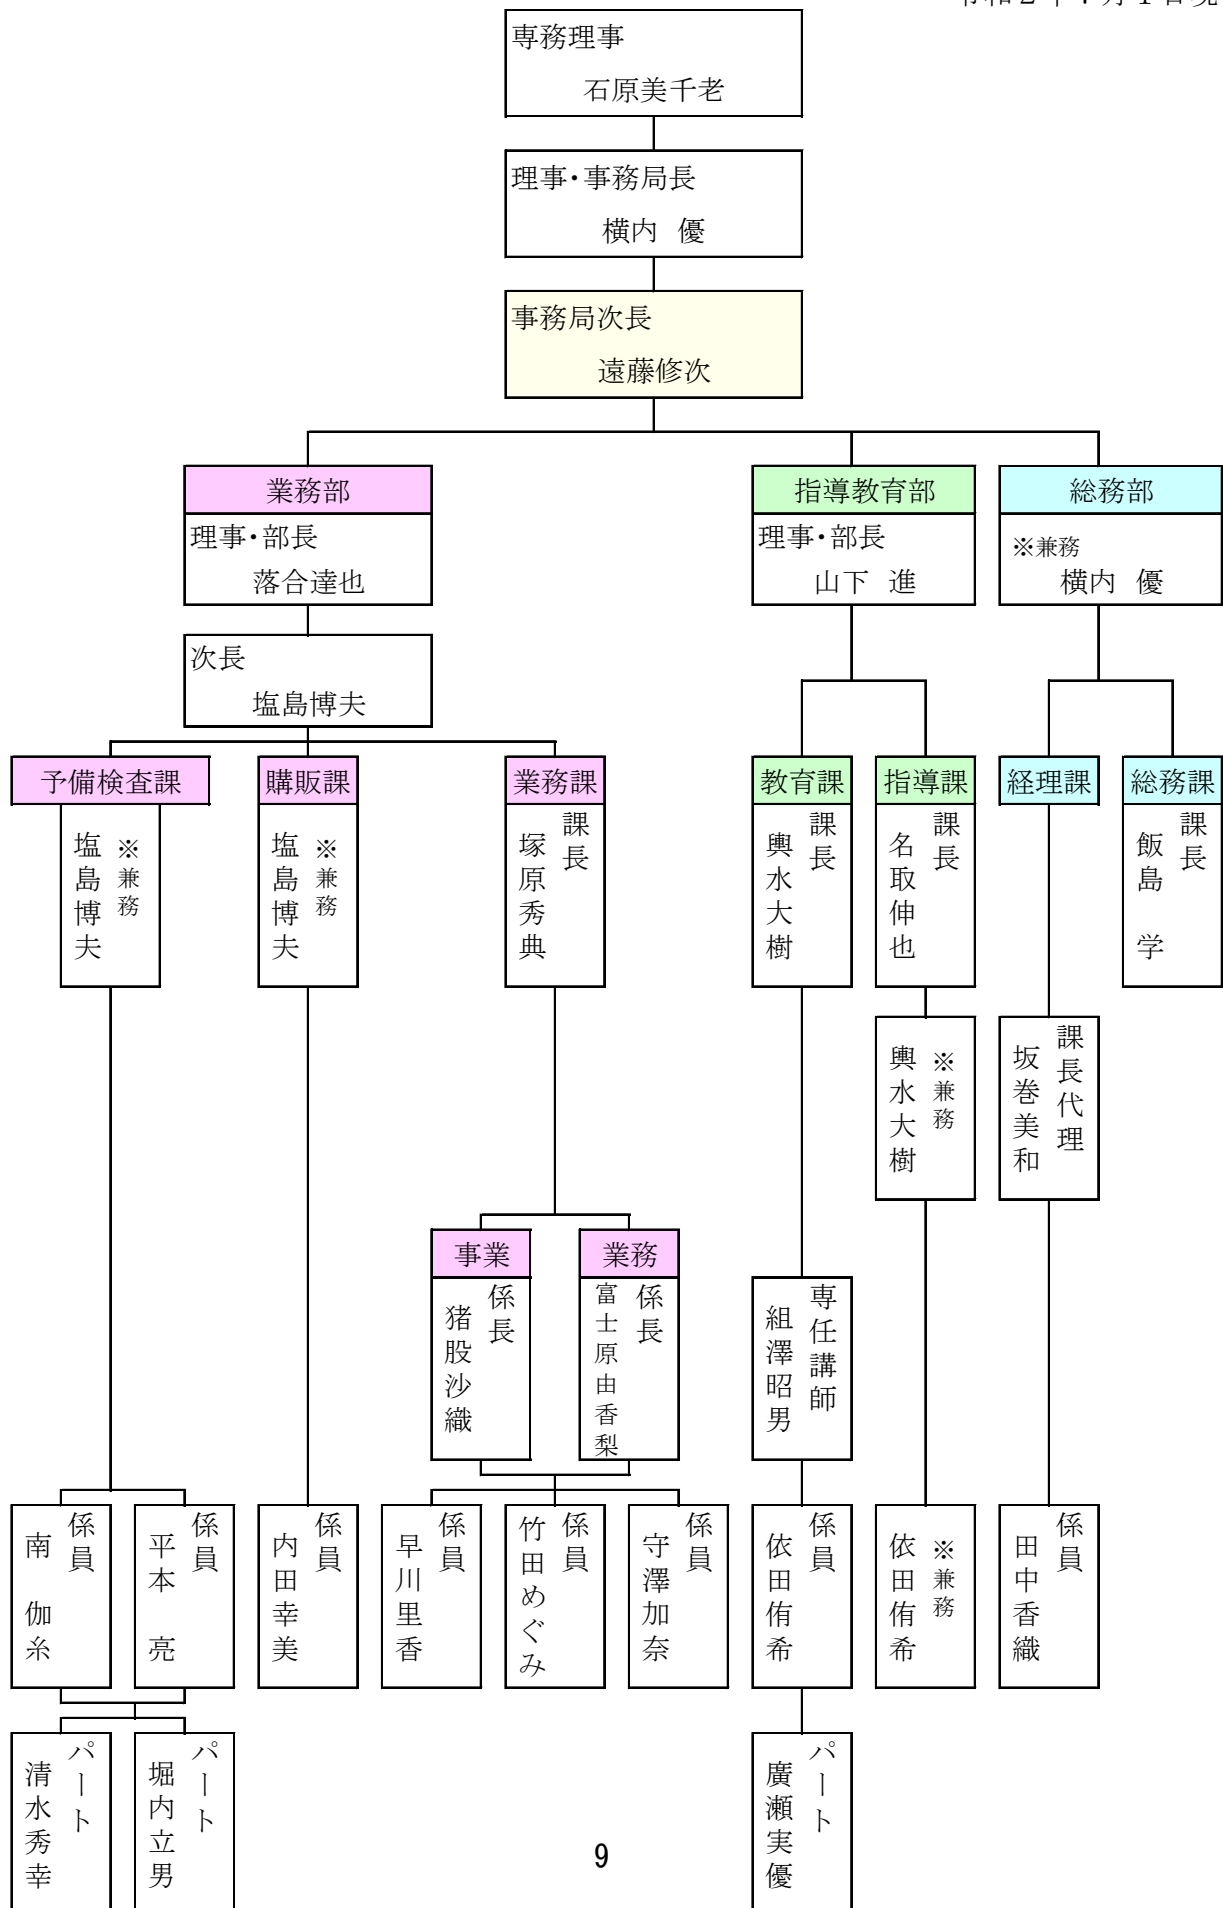 専務理事
石原美千老
理事・事務局長
横内 優
事務局次長
遠藤修次
業務部
理事・部長
落合達也
指導教育部
理事・部長
山下 進
総務部
※兼務
横内 優
次長
塩島博夫
予備検査課
※兼務
塩島博夫
購販課
※兼務
塩島博夫
業務課
課長
塚原秀典
教育課
課長
輿水大樹
指導課
課長
名取伸也
経理課
総務課
課長
飯島 学
※兼務
輿水大樹
課長代理
坂巻美和
事業
係長
猪股沙織
業務
係長
富士原由香梨
専任講師
組澤昭男
係員
南 伽糸
係員
平本 亮
係員
内田幸美
係員
早川里香
係員
竹田めぐみ
係員
守澤加奈
係員
依田侑希
※兼務
依田侑希
係員
田中香織
パート
清水秀幸
パート
堀内立男
パート
廣瀬実優
9